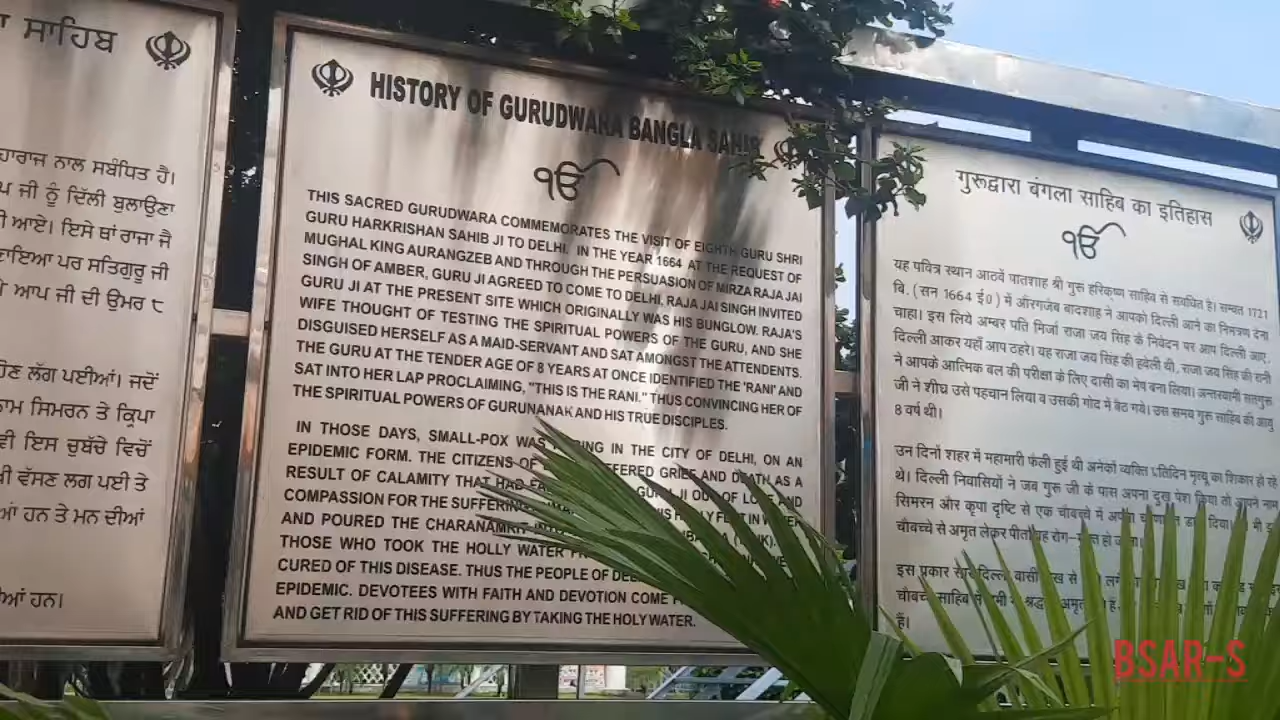 ਾ ਸਾਹਿਬ
ਹਾਰਾਜ ਨਾਲ ਸਬੰਧਿਤ ਹੈ।
ਪ ਜੀ ਨੂੰ ਦਿੱਲੀ ਬੁਲਾਉਣਾ
ੀ ਆਏ। ਇਸੇ ਥਾਂ ਰਾਜਾ ਜੈ
ਪਰ ਸਤਿਗੁਰੂ ਜੀ
ਆਪ ਜੀ ਦੀ ਉਮਰ ੮
ਹੋਣ ਲੱਗ ਪਈਆਂ। ਜਦੋਂ
ਨਾਮ ਸਿਮਰਨ ਤੇ ਕ੍ਰਿਪਾ
ਵੀ ਇਸ ਚੁਬੱਚੇ ਵਿਚੋਂ
ਵੱਸਣ ਲਗ ਪਈ ਤੇ
ਹਨ ਤੇ ਮਨ ਦੀਆਂ
ਹਨ।
HISTORY OF GURUDWARA BANGLA SAHIB
ੴ
THIS SACRED GURUDWARA COMMEMORATES THE VISIT OF EIGHTH GURU SHRI
GURU HARKRISHAN SAHIB JI TO DELHI. IN THE YEAR 1664 AT THE REQUEST OF
MUGHAL KING AURANGZEB AND THROUGH THE PERSUASION OF MIRZA RAJA JAI
SINGH OF AMBER, GURU JI AGREED TO COME TO DELHI, RAJA JAI SINGH INVITED
GURU JI AT THE PRESENT SITE WHICH ORIGINALLY WAS HIS BUNGLOW. RAJA'S
WIFE THOUGHT OF TESTING THE SPIRITUAL POWERS OF THE GURU, AND SHE
DISGUISED HERSELF AS A MAID-SERVANT AND SAT AMONGST THE ATTENDENTS.
THE GURU AT THE TENDER AGE OF 8 YEARS AT ONCE IDENTIFIED THE 'RANI' AND
SAT INTO HER LAP PROCLAIMING, "THIS IS THE RANI." THUS CONVINCING HER OF
THE SPIRITUAL POWERS OF GURUNANAK AND HIS TRUE DISCIPLES.
IN THOSE DAYS, SMALL-POX WAS IN THE CITY OF DELHI, ON AN
EPIDEMIC FORM. THE CITIZENS OF GRIEF AND DEATH AS A
RESULT OF CALAMITY THAT HAD GURU JI OUT OF LOVE AND
COMPASSION FOR THE SUFFERING HIS HOLLY FEET IN WATER
AND POURED THE CHARANAMRIT
THOSE WHO TOOK THE HOLLY WATER
CURED OF THIS DISEASE. THUS THE PEOPLE OF
EPIDEMIC. DEVOTEES WITH FAITH AND DEVOTION COME
AND GET RID OF THIS SUFFERING BY TAKING THE HOLY WATER.
गुरूद्वारा बंगला साहिब का इतिहास
ੴ
यह पवित्र स्थान आठवें पातशाह श्री गुरू हरिकृष्ण साहिब से सबंधित है। सम्वत 1721
बि. (सन 1664 ई0) में औरंगजेब बादशाह ने आपको दिल्ली आने का निमत्रण देना
चाहा। इस लिये अम्बर पति मिर्जा राजा जय सिंह के निवेदन पर आप दिल्ली आए,
दिल्ली आकर यहाँ आप ठहरे। यह राजा जय सिंह की हवेली थी, राजा जय सिंह की रानी
ने आपके आत्मिक बल की परीक्षा के लिए दासी का भेष बना लिया। अन्तरयामी सतगुरू
जी ने शीघ्र उसे पहचान लिया व उसकी गोद में बैठ गये। उस समय गुरू साहिब की आयु
8 वर्ष थी।
उन दिनों शहर में महामारी फैली हुई थी अनेकों व्यक्ति प्रतिदिन मृत्यु का शिकार हो रहे
थे। दिल्ली निवासियों ने जब गुरू जी के पास अपना दुख पेश किया तो आपने नाम
सिमरन और कृपा दृष्टि से एक चौबच्चे में
चौबच्चे से अमृत लेकर पीता वह
इस प्रकार
चौबच्चे साहिब से
हैं।
BSAR-S